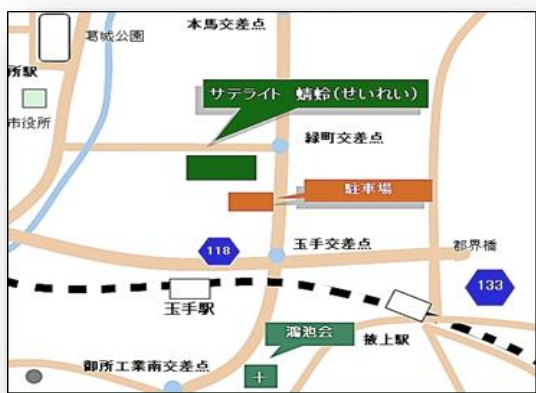 本馬交差点
葛城公園
所駅
サテライト 蜻蛉(せいれい)
市役所
緑町交差点
駐車場
118
玉手交差点
郡界橋
133
玉手駅
鴻池会
掖上駅
御所工業南交差点